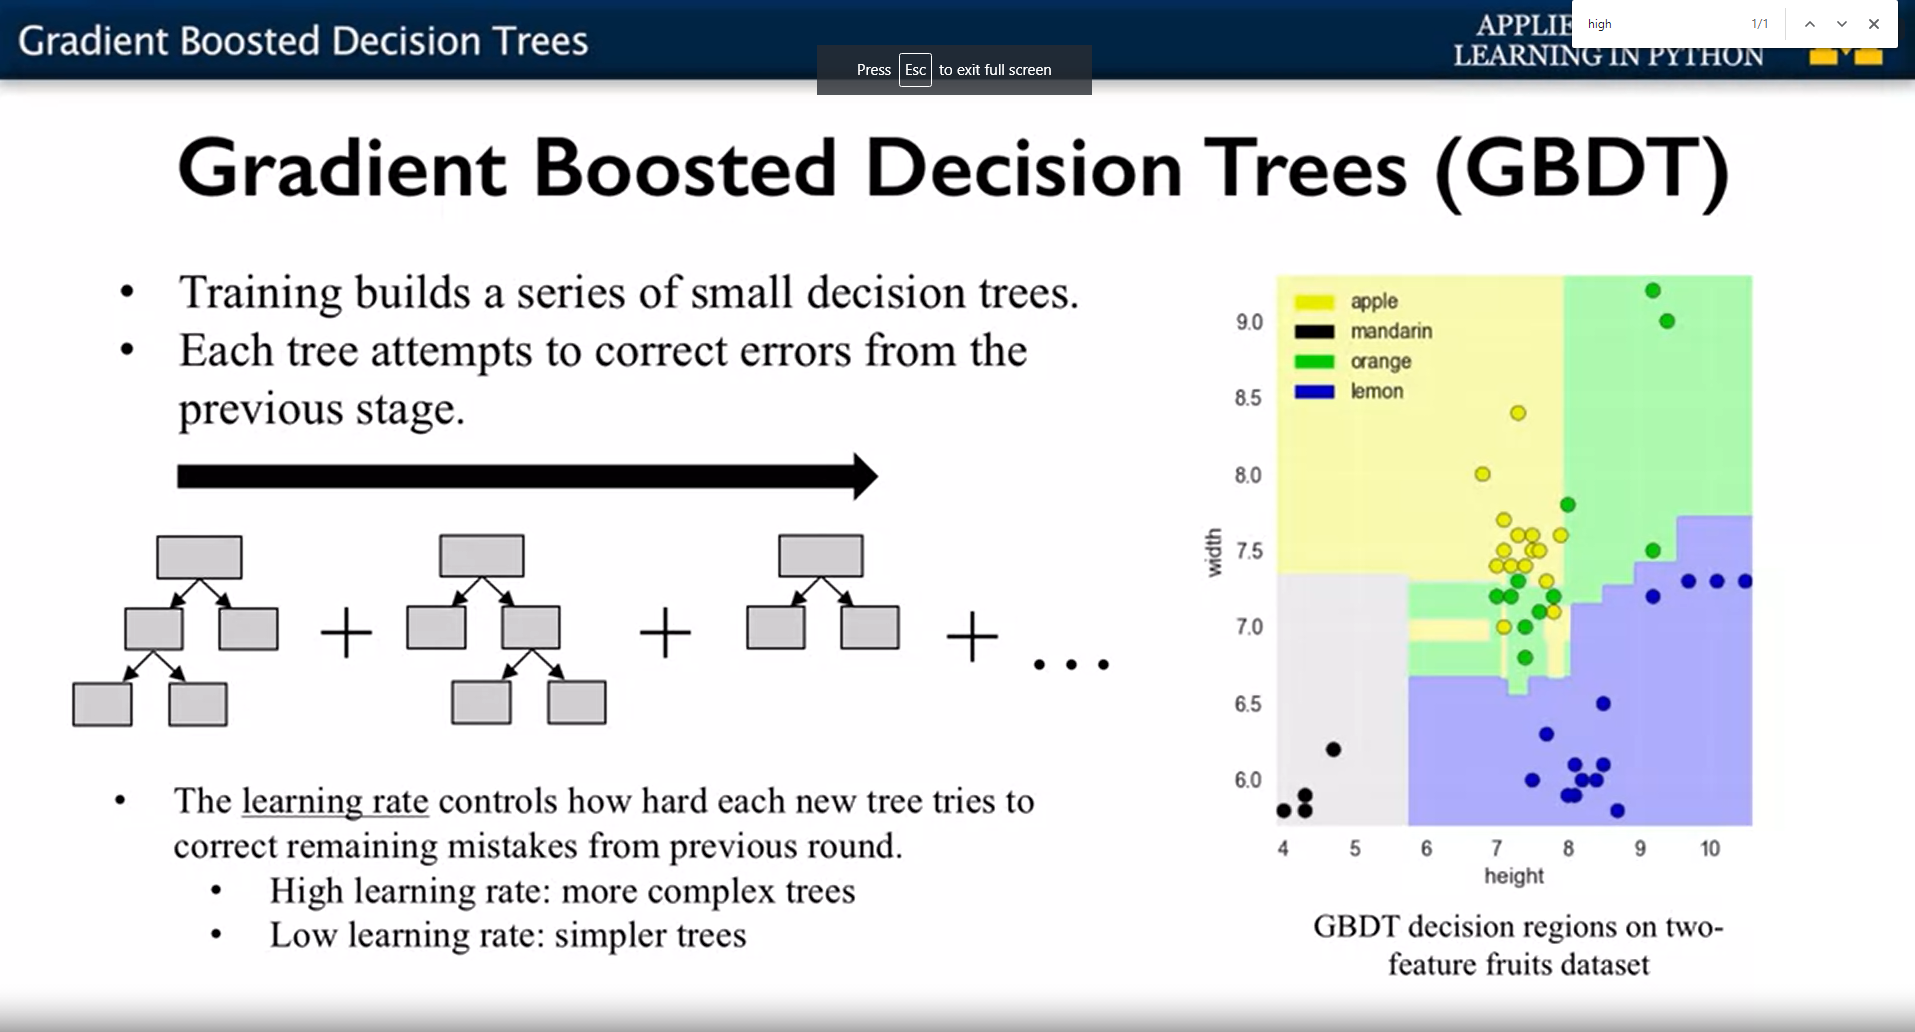 Gradient Boosted Decision Trees
APPLIE
LEARNING IN PYTHON
high 1/1
Press Esc to exit full screen
Gradient Boosted Decision Trees (GBDT)
• Training builds a series of small decision trees.
• Each tree attempts to correct errors from the
previous stage.
+ + + ...
• The learning rate controls how hard each new tree tries to
correct remaining mistakes from previous round.
• High learning rate: more complex trees
• Low learning rate: simpler trees
apple
mandarin
orange
lemon
width
9.0
8.5
8.0
7.5
7.0
6.5
6.0
4 5 6 7 8 9 10
height
GBDT decision regions on two-
feature fruits dataset